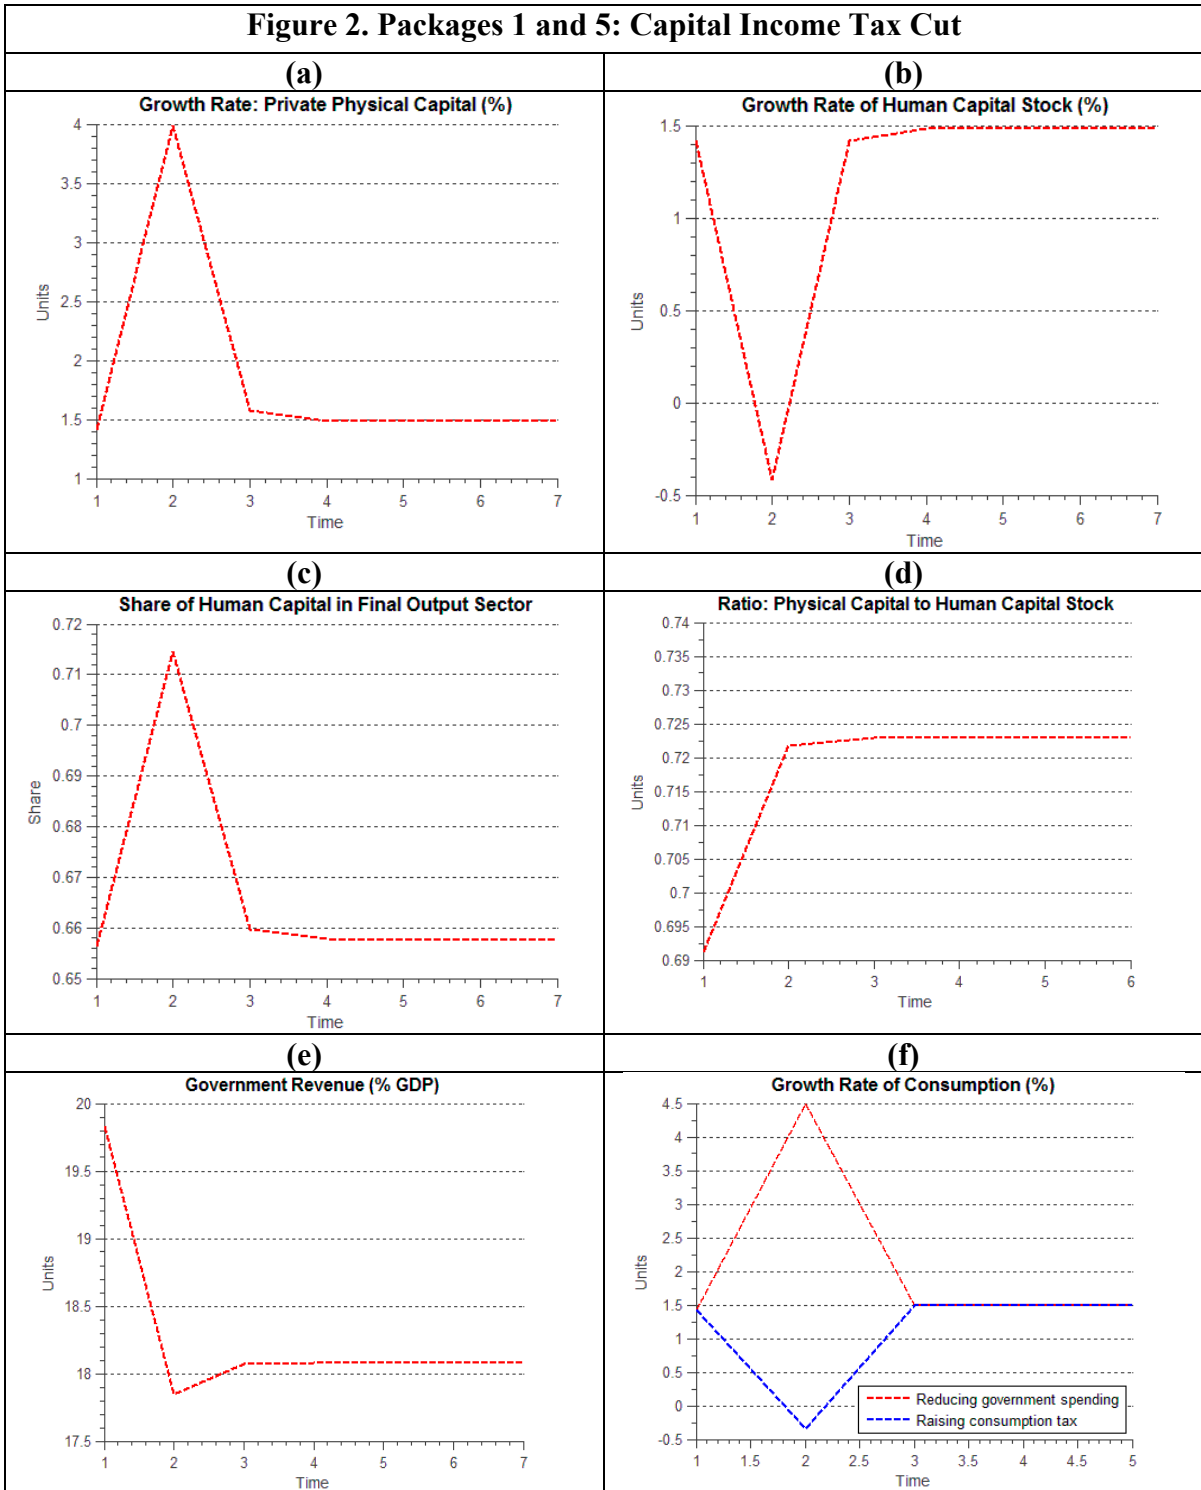 Figure 2. Packages 1 and 5: Capital Income Tax Cut
(a)
Growth Rate: Private Physical Capital (%)
4
3.5
3
2.5
2
1.5
1
Units
1 2 3 4 5 6 7
Time
(b)
Growth Rate of Human Capital Stock (%)
1.5
1
0.5
0
-0.5
Units
1 2 3 4 5 6 7
Time
(c)
Share of Human Capital in Final Output Sector
0.72
0.71
0.7
0.69
0.68
0.67
0.66
0.65
Share
1 2 3 4 5 6 7
Time
(d)
Ratio: Physical Capital to Human Capital Stock
0.74
0.735
0.73
0.725
0.72
0.715
0.71
0.705
0.7
0.695
0.69
Units
1 2 3 4 5 6
Time
(e)
Government Revenue (% GDP)
20
19.5
19
18.5
18
17.5
Units
1 2 3 4 5 6 7
Time
(f)
Growth Rate of Consumption (%)
4.5
4
3.5
3
2.5
2
1.5
1
0.5
0
-0.5
Units
Reducing government spending
Raising consumption tax
1 1.5 2 2.5 3 3.5 4 4.5 5
Time